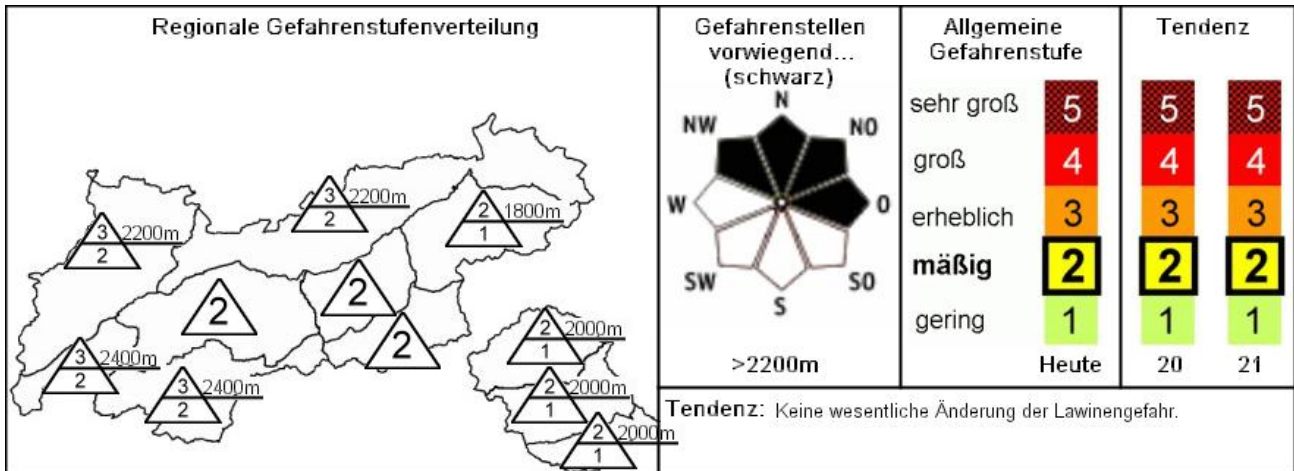 Regionale Gefahrenstufenverteilung
3
2200m
2
3
2200m
2
2
1800m
1
2
2
2
3
2400m
2
3
2400m
2
2
2000m
1
2
2000m
1
2
2000m
1
Gefahrenstellen
vorwiegend...
(schwarz)
N
NW
NO
W
O
SW
SO
S
>2200m
Allgemeine
Gefahrenstufe
sehr groß 5
groß 4
erheblich 3
mäßig 2
gering 1
Heute
Tendenz
5 5
4 4
3 3
2 2
1 1
20 21
Tendenz: Keine wesentliche Änderung der Lawinengefahr.